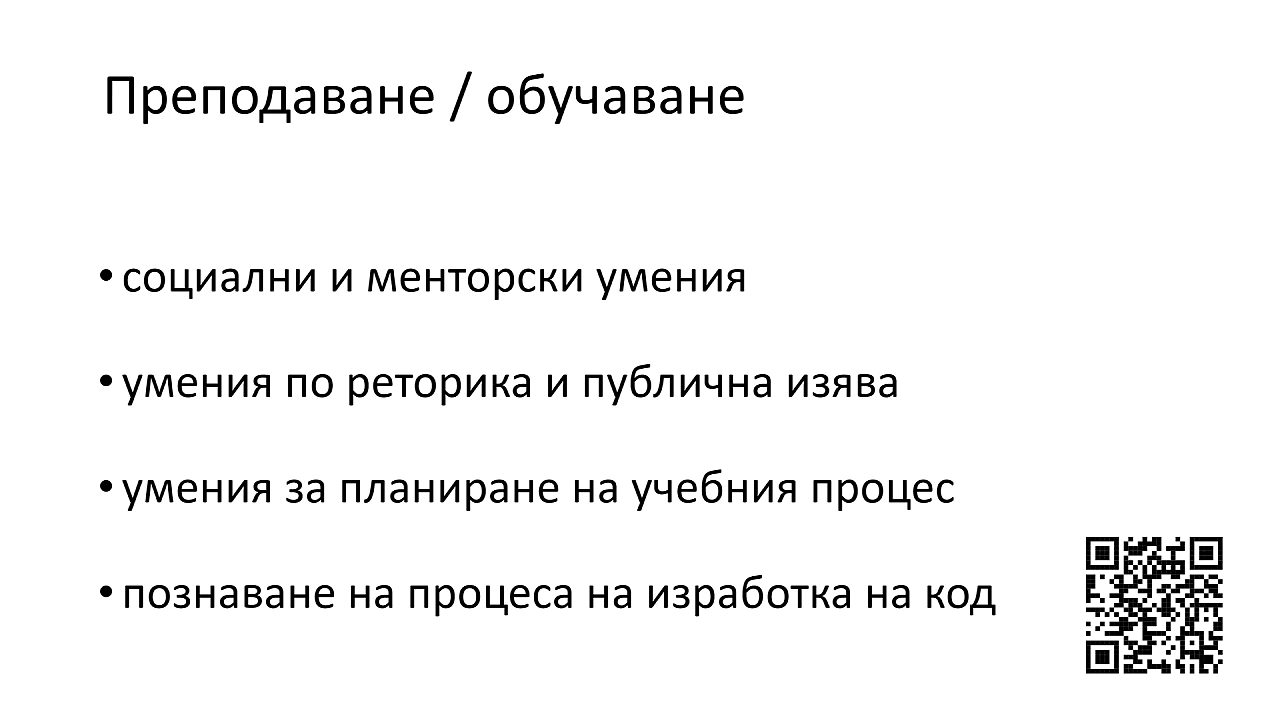 Преподаване / обучаване
• социални и менторски умения
• умения по реторика и публична изява
• умения за планиране на учебния процес
• познаване на процеса на изработка на код